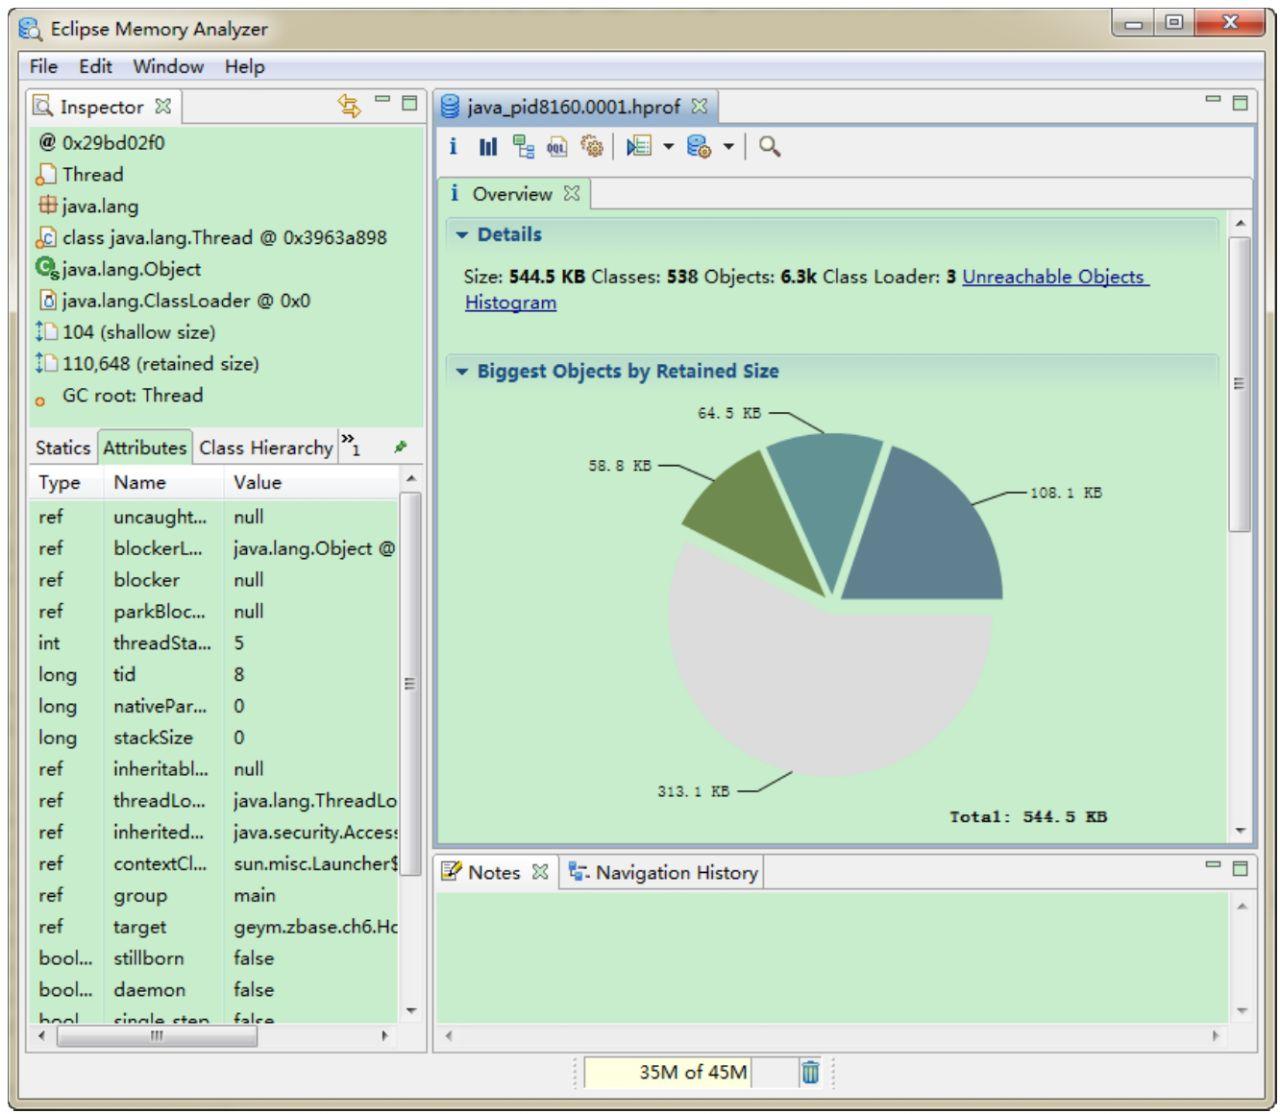 Eclipse Memory Analyzer
File Edit Window Help
Inspector
@ 0x29bd02f0
Thread
java.lang
class java.lang.Thread @ 0x3963a898
java.lang.Object
java.lang.ClassLoader @ 0x0
104 (shallow size)
110,648 (retained size)
GC root: Thread
Statics Attributes Class Hierarchy »1
Type Name Value
ref uncaught... null
ref blockerL... java.lang.Object @
ref blocker null
ref parkBloc... null
int threadSta... 5
long tid 8
long nativePar... 0
long stackSize 0
ref inheritabl... null
ref threadLo... java.lang.ThreadLo
ref inherited... java.security.Access
ref contextCl... sun.misc.Launcher$
ref group main
ref target geym.zbase.ch6.Ho
bool... stillborn false
bool... daemon false
bool single_step false
java_pid8160.0001.hprof
Overview
Details
Size: 544.5 KB Classes: 538 Objects: 6.3k Class Loader: 3 Unreachable Objects
Histogram
Biggest Objects by Retained Size
64.5 KB
58.8 KB
108.1 KB
313.1 KB
Total: 544.5 KB
Notes Navigation History
35M of 45M